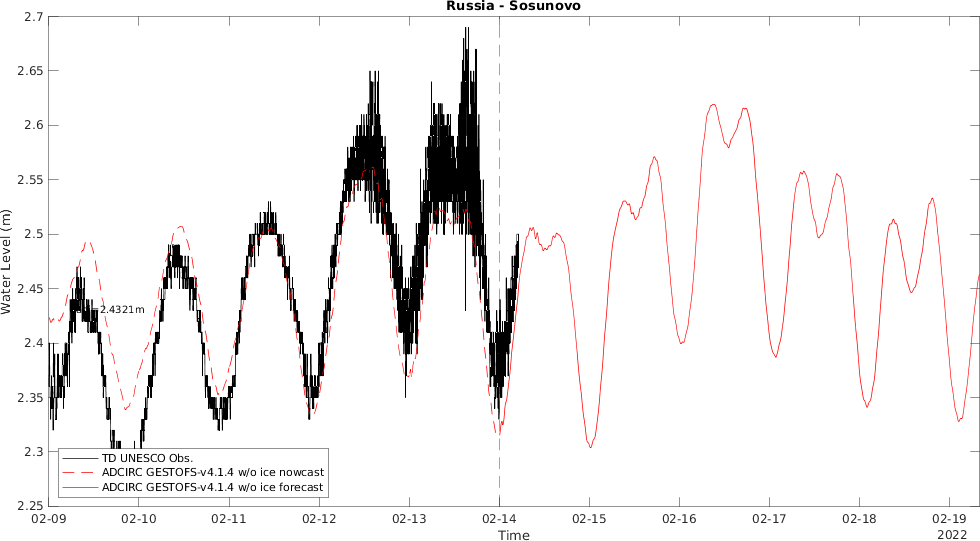 Russia - Sosunovo
2.7
2.65
2.6
2.55
2.5
2.45
2.4
2.35
2.3
2.25
Water Level (m)
=2.4321m
TD UNESCO Obs.
ADCIRC GESTOFS-v4.1.4 w/o ice nowcast
ADCIRC GESTOFS-v4.1.4 w/o ice forecast
02-09 02-10 02-11 02-12 02-13 02-14 02-15 02-16 02-17 02-18 02-19
Time
2022